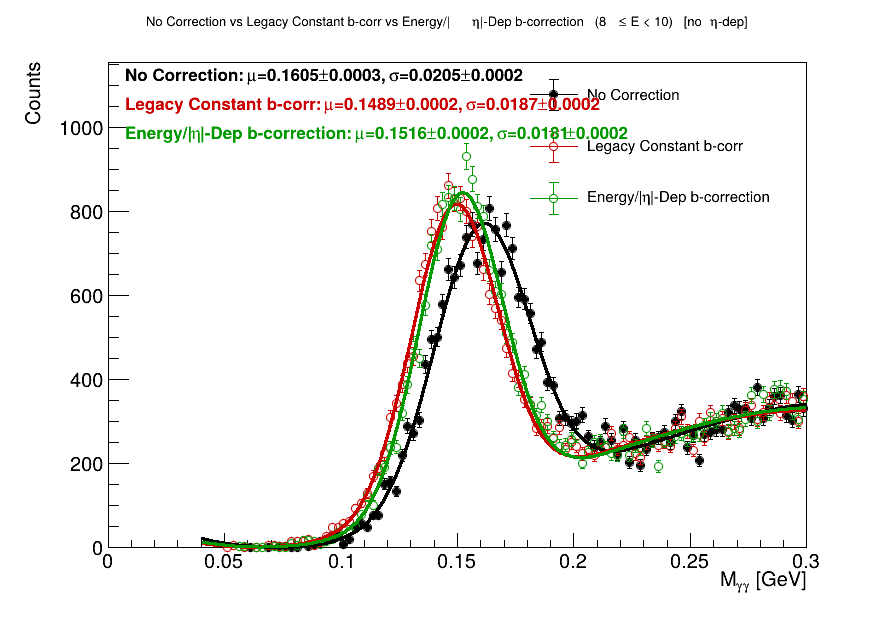 No Correction vs Legacy Constant b-corr vs Energy/| η|-Dep b-correction (8 ≤ E < 10) [no η-dep]
Counts
No Correction: μ=0.1605±0.0003, σ=0.0205±0.0002
Legacy Constant b-corr: μ=0.1489±0.0002, σ=0.0187±0.0002
Energy/|η|-Dep b-correction: μ=0.1516±0.0002, σ=0.0181±0.0002
No Correction
Legacy Constant b-corr
Energy/|η|-Dep b-correction
1000
800
600
400
200
0
0 0.05 0.1 0.15 0.2 0.25 0.3
Mγγ [GeV]